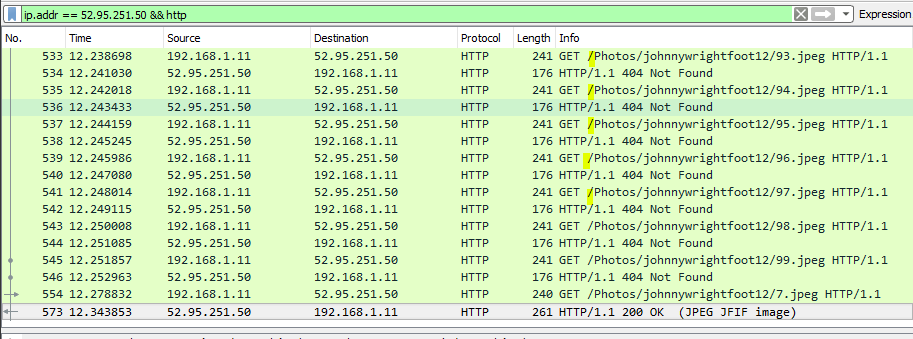 ip.addr == 52.95.251.50 && http Expression
No. Time Source Destination Protocol Length Info
533 12.238698 192.168.1.11 52.95.251.50 HTTP 241 GET /Photos/johnnywrightfoot12/93.jpeg HTTP/1.1
534 12.241030 52.95.251.50 192.168.1.11 HTTP 176 HTTP/1.1 404 Not Found
535 12.242018 192.168.1.11 52.95.251.50 HTTP 241 GET /Photos/johnnywrightfoot12/94.jpeg HTTP/1.1
536 12.243433 52.95.251.50 192.168.1.11 HTTP 176 HTTP/1.1 404 Not Found
537 12.244159 192.168.1.11 52.95.251.50 HTTP 241 GET /Photos/johnnywrightfoot12/95.jpeg HTTP/1.1
538 12.245245 52.95.251.50 192.168.1.11 HTTP 176 HTTP/1.1 404 Not Found
539 12.245986 192.168.1.11 52.95.251.50 HTTP 241 GET /Photos/johnnywrightfoot12/96.jpeg HTTP/1.1
540 12.247080 52.95.251.50 192.168.1.11 HTTP 176 HTTP/1.1 404 Not Found
541 12.248014 192.168.1.11 52.95.251.50 HTTP 241 GET /Photos/johnnywrightfoot12/97.jpeg HTTP/1.1
542 12.249115 52.95.251.50 192.168.1.11 HTTP 176 HTTP/1.1 404 Not Found
543 12.250008 192.168.1.11 52.95.251.50 HTTP 241 GET /Photos/johnnywrightfoot12/98.jpeg HTTP/1.1
544 12.251085 52.95.251.50 192.168.1.11 HTTP 176 HTTP/1.1 404 Not Found
545 12.251857 192.168.1.11 52.95.251.50 HTTP 241 GET /Photos/johnnywrightfoot12/99.jpeg HTTP/1.1
546 12.252963 52.95.251.50 192.168.1.11 HTTP 176 HTTP/1.1 404 Not Found
554 12.278832 192.168.1.11 52.95.251.50 HTTP 240 GET /Photos/johnnywrightfoot12/7.jpeg HTTP/1.1
573 12.343853 52.95.251.50 192.168.1.11 HTTP 261 HTTP/1.1 200 OK (JPEG JFIF image)